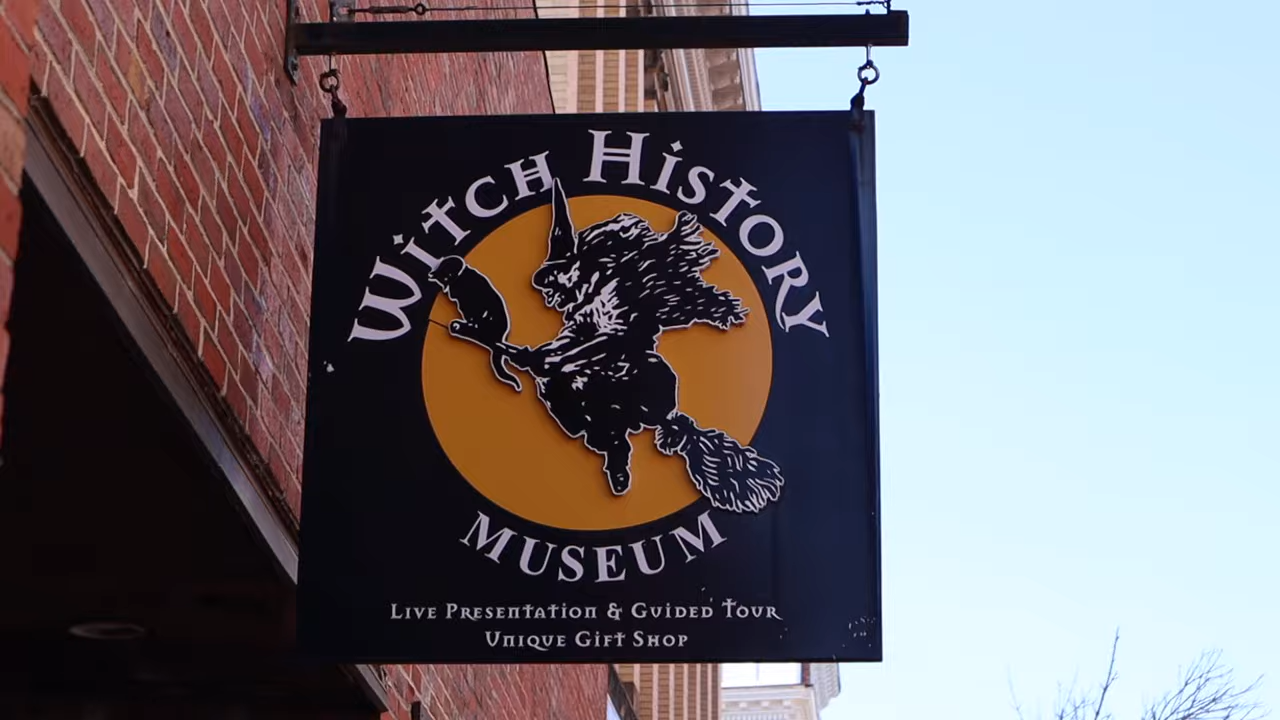 Witch History
Museum
Live Presentation & Guided Tour
Unique Gift Shop